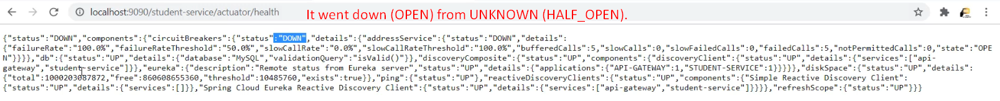 localhost:9090/student-service/actuator/health
It went down (OPEN) from UNKNOWN (HALF_OPEN).
{"status":"DOWN","components":{"circuitBreakers":{"status":"DOWN","details":{"addressService":{"status":"DOWN","details":
{"failureRate":"100.0%","failureRateThreshold":"50.0%","slowCallRate":"0.0%","slowCallRateThreshold":"100.0%","bufferedCalls":5,"slowCalls":0,"slowFailedCalls":0,"failedCalls":5,"notPermittedCalls":0,"state":"OPE
N"}}}},"db":{"status":"UP","details":{"database":"MySQL","validationQuery":"isValid()"}},"discoveryComposite":{"status":"UP","components":{"discoveryClient":{"status":"UP","details":{"services":["api-
gateway","student-service"]}},"eureka":{"description":"Remote status from Eureka server","status":"UP","details":{"applications":{"API-GATEWAY":1,"STUDENT-SERVICE":1}}}}},"diskSpace":{"status":"UP","details":
{"total":1000203087872,"free":860608655360,"threshold":10485760,"exists":true}},"ping":{"status":"UP"},"reactiveDiscoveryClients":{"status":"UP","components":{"Simple Reactive Discovery Client":
{"status":"UP","details":{"services":[]}},"Spring Cloud Eureka Reactive Discovery Client":{"status":"UP","details":{"services":["api-gateway","student-service"]}}}},"refreshScope":{"status":"UP"}}}